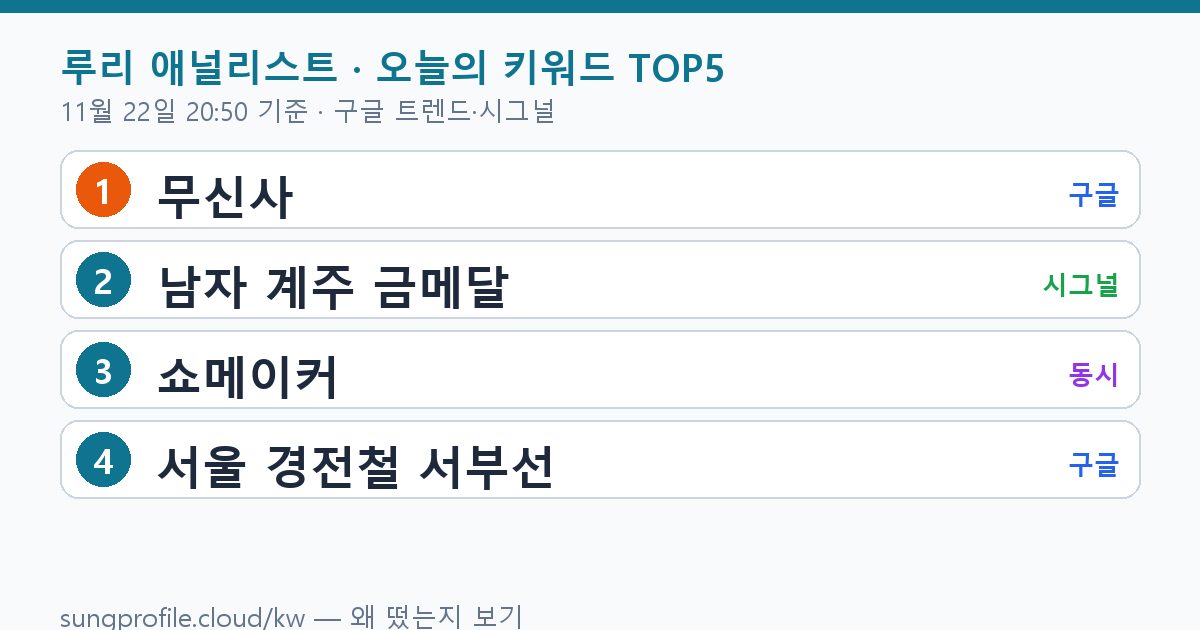 루리 애널리스트 · 오늘의 키워드 TOP5
11월 22일 20:50 기준 · 구글 트렌드·시그널
1 무신사 구글
2 남자 계주 금메달 시그널
3 쇼메이커 동시
4 서울 경전철 서부선 구글
sungprofile.cloud/kw — 왜 떴는지 보기